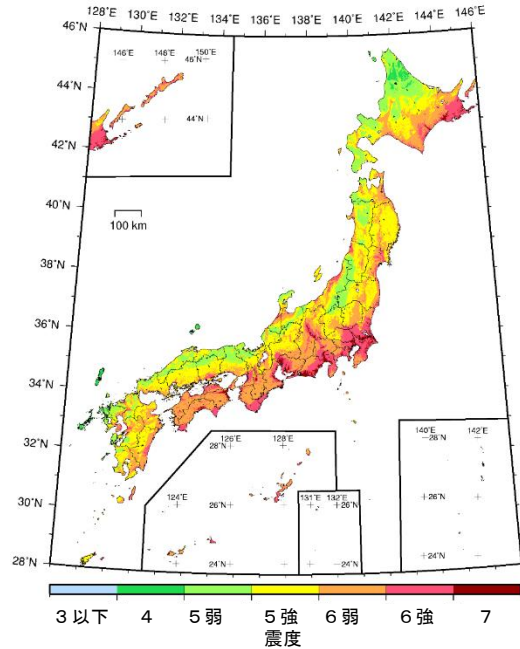 128˚E 130˚E 132˚E 134˚E 136˚E 138˚E 140˚E 142˚E 144˚E 146˚E
46˚N
146˚E 148˚E 150˚E
46˚N
44˚N
44˚N
42˚N
40˚N
100 km
38˚N
36˚N
34˚N
32˚N
126˚E 128˚E
28˚N
140˚E 142˚E
28˚N
30˚N
124˚E
26˚N
131˚E 132˚E
26˚N
26˚N
24˚N
24˚N
24˚N
28˚N
3以下 4 5弱 5強 6弱 6強 7
震度